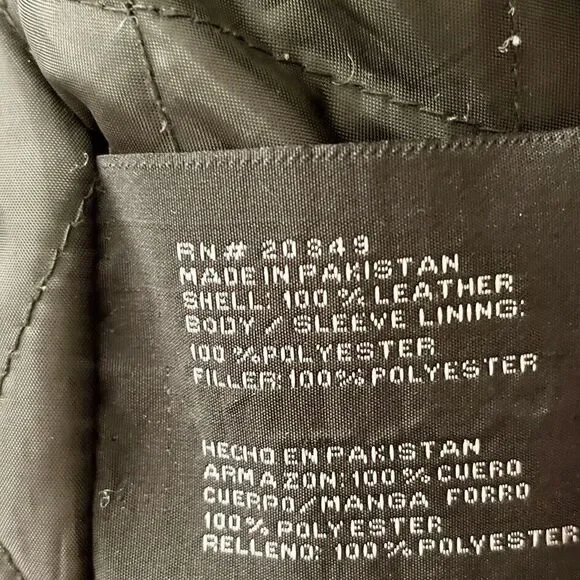 RN# 20949
MADE IN PAKISTAN
SHELL: 100% LEATHER
BODY / SLEEVE LINING:
100% POLYESTER
FILLER: 100% POLYESTER
HECHO EN PAKISTAN
ARMAZON: 100% CUERO
CUERPO/MANGA FORRO
100% POLYESTER
RELLENO: 100% POLYESTER